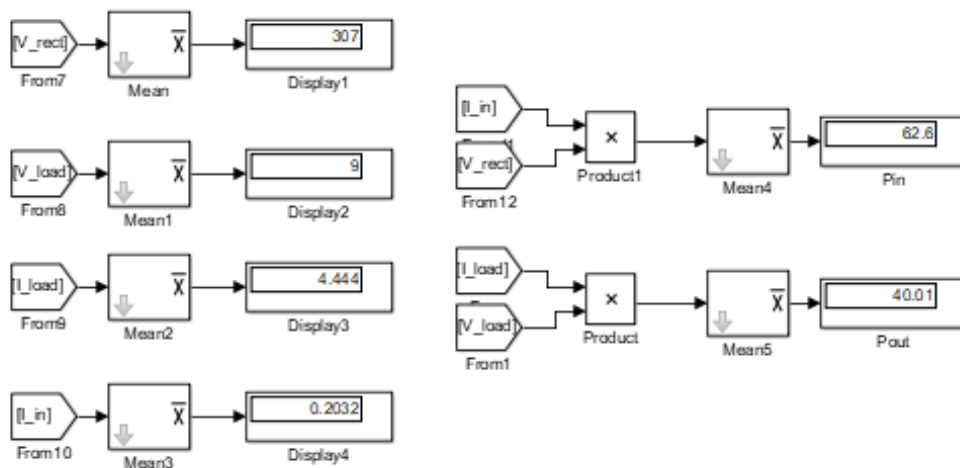 [V_rect]
X
307
From7
Mean
Display1
[V_load]
X
9
From8
Mean1
Display2
[I_load]
X
4.444
From9
Mean2
Display3
[I_in]
X
0.2032
From10
Mean3
Display4
[I_in]
×
X
62.6
[V_rect]
Product1
Mean4
Pin
From12
[I_load]
×
X
40.01
[V_load]
Product
Mean5
Pout
From1